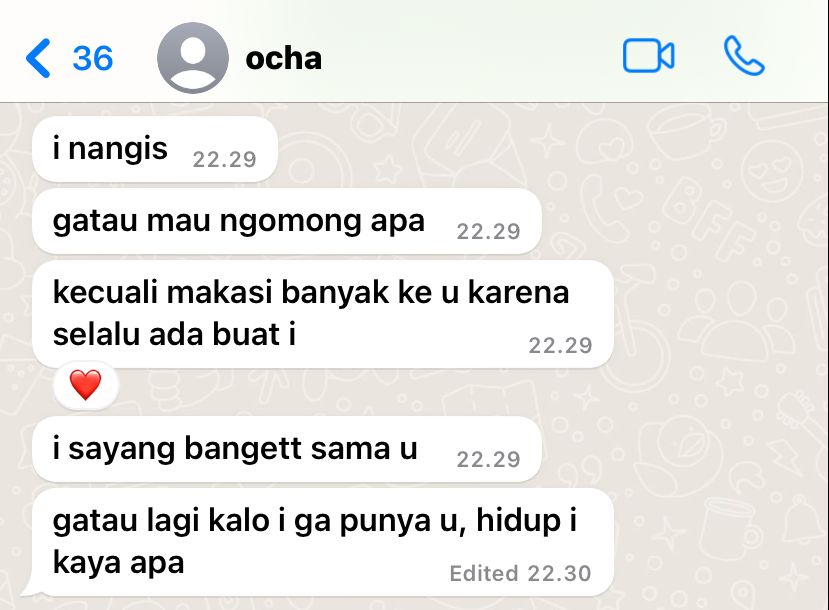 36 ocha
i nangis 22.29
gatau mau ngomong apa 22.29
kecuali makasi banyak ke u karena
selalu ada buat i 22.29
i sayang bangett sama u 22.29
gatau lagi kalo i ga punya u, hidup i
kaya apa Edited 22.30